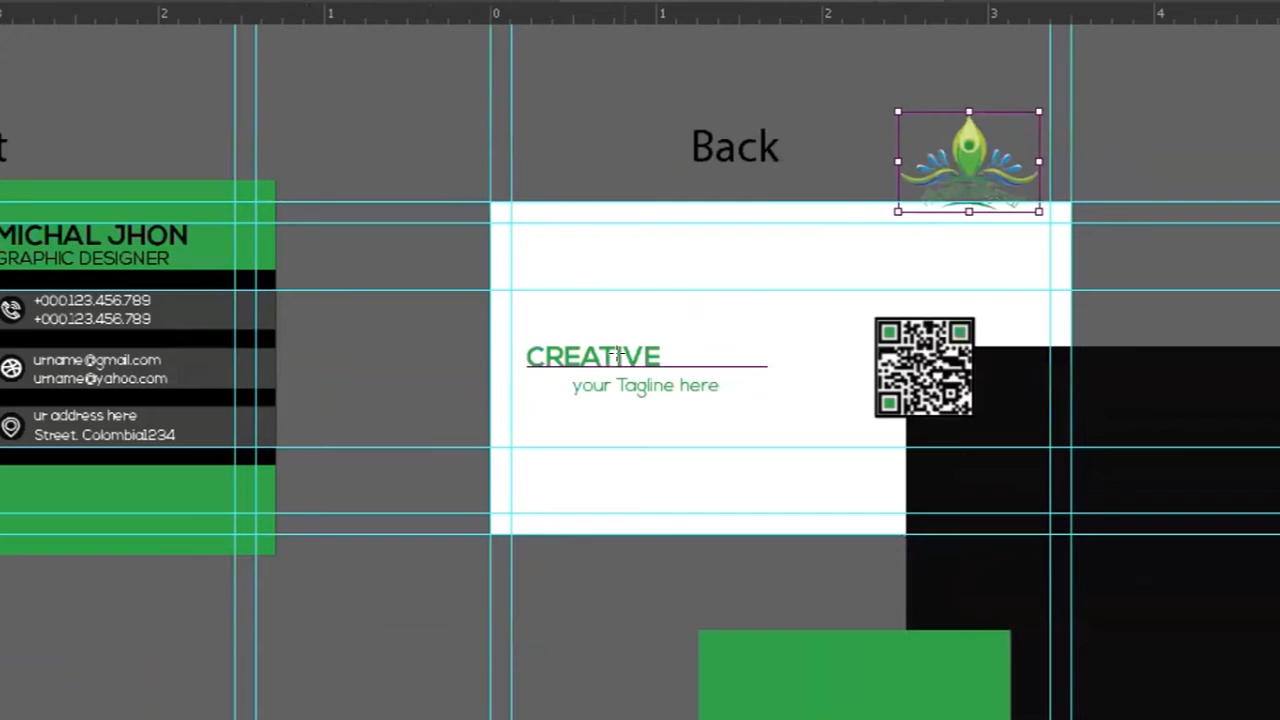 2 1 0 1 2 3 4
t
Back
MICHAL JHON
GRAPHIC DESIGNER
+000123.456.789
+000123.456.789
urname@gmail.com
urname@yahoo.com
ur address here
Street. Colombia1234
CREATIVE
your Tagline here